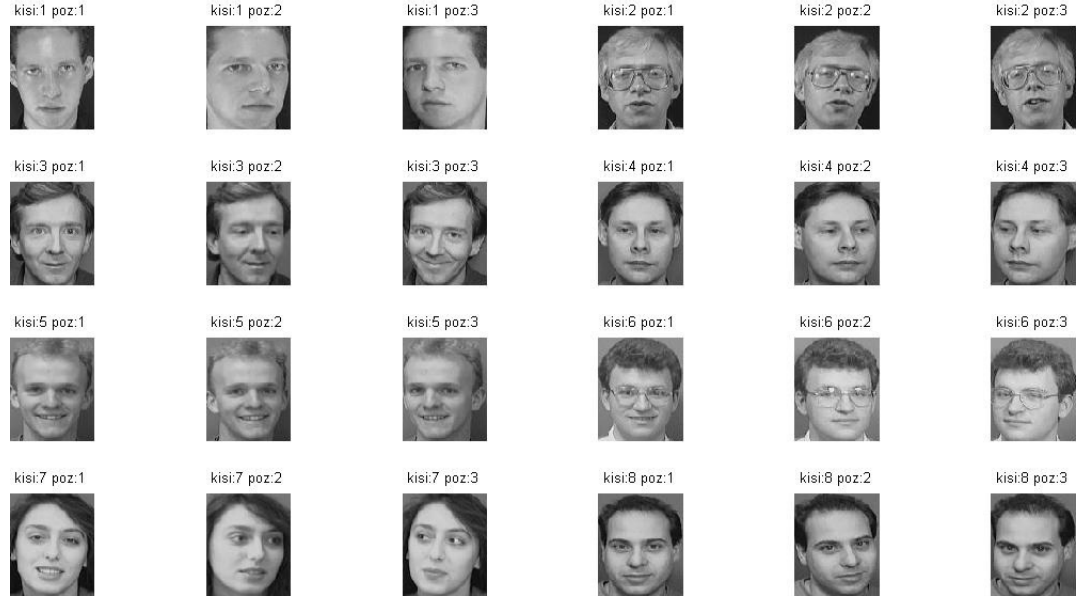 kisi:1 poz:1 kisi:1 poz:2 kisi:1 poz:3 kisi:2 poz:1 kisi:2 poz:2 kisi:2 poz:3
kisi:3 poz:1 kisi:3 poz:2 kisi:3 poz:3 kisi:4 poz:1 kisi:4 poz:2 kisi:4 poz:3
kisi:5 poz:1 kisi:5 poz:2 kisi:5 poz:3 kisi:6 poz:1 kisi:6 poz:2 kisi:6 poz:3
kisi:7 poz:1 kisi:7 poz:2 kisi:7 poz:3 kisi:8 poz:1 kisi:8 poz:2 kisi:8 poz:3